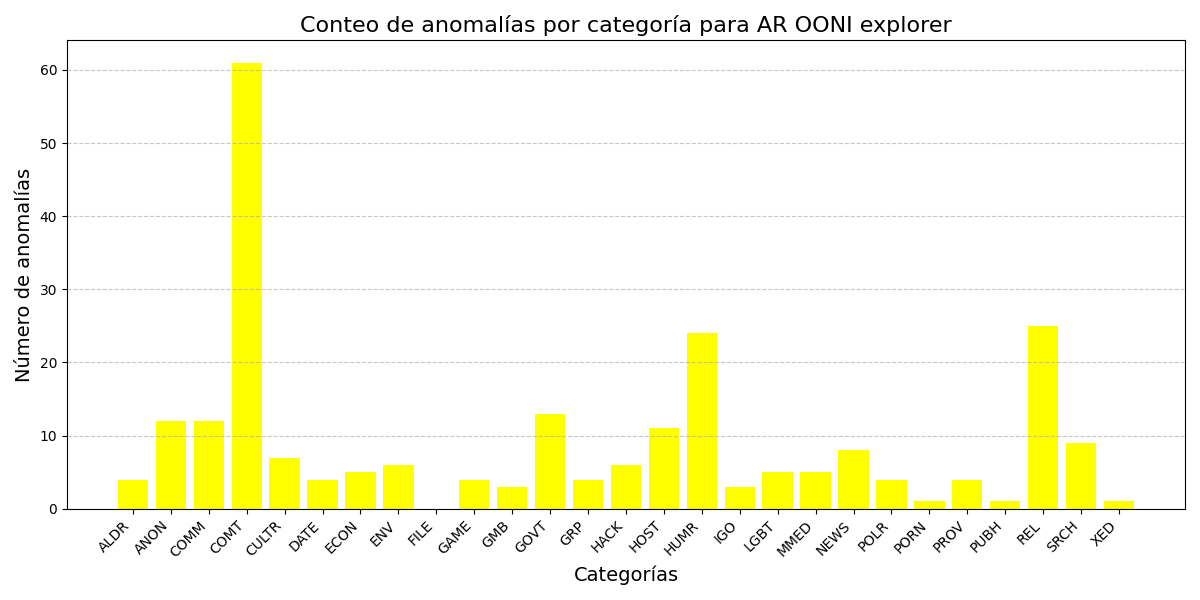 Conteo de anomalías por categoría para AR OONI explorer
Número de anomalías
60
50
40
30
20
10
0
ALDR
ANON
COMM
COMT
CULTR
DATE
ECON
ENV
FILE
GAME
GMB
GOVT
GRP
HACK
HOST
HUMR
IGO
LGBT
MMED
NEWS
POLR
PORN
PROV
PUBH
REL
SRCH
XED
Categorías